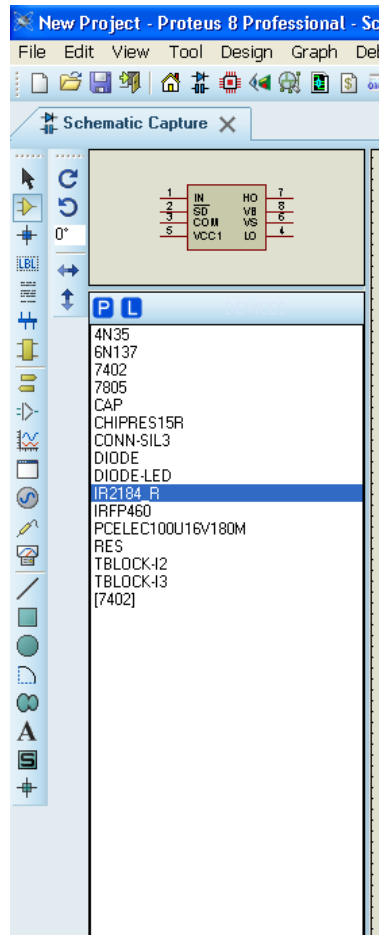 New Project - Proteus 8 Professional - Sc
File Edit View Tool Design Graph Deb
Schematic Capture
0°
LBL
1 IN HO 7
2 SD VB 8
3 COM VS 6
5 VCC1 LO 4
P L
4N35
6N137
7402
7805
CAP
CHIPRES15R
CONN-SIL3
DIODE
DIODE-LED
IR2184_R
IRFP460
PCELEC100U16V180M
RES
TBLOCK-I2
TBLOCK-I3
[7402]
A
S